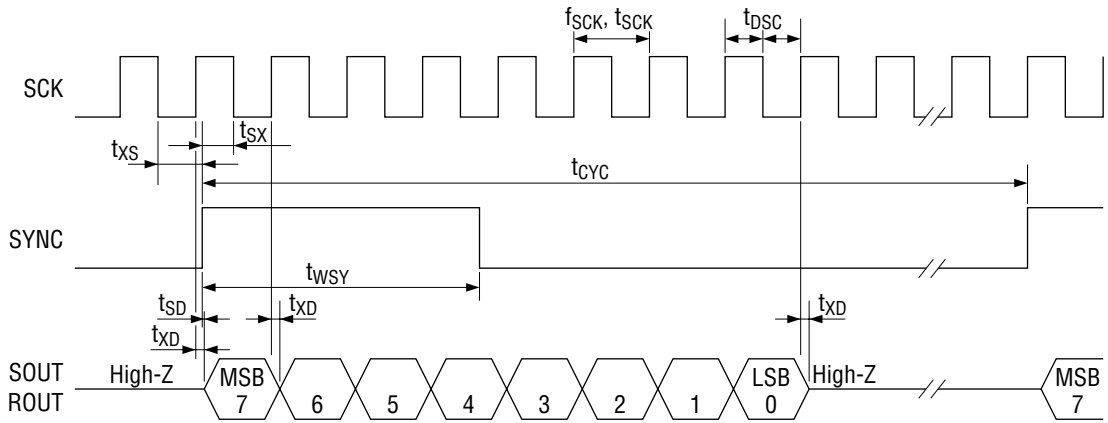 fSCK, tSCK
tDSC
SCK
tSX
tXS
tCYC
SYNC
tWSY
tSD
tXD
tXD
tXD
SOUT
ROUT
High-Z
MSB
7
6
5
4
3
2
1
LSB
0
High-Z
MSB
7